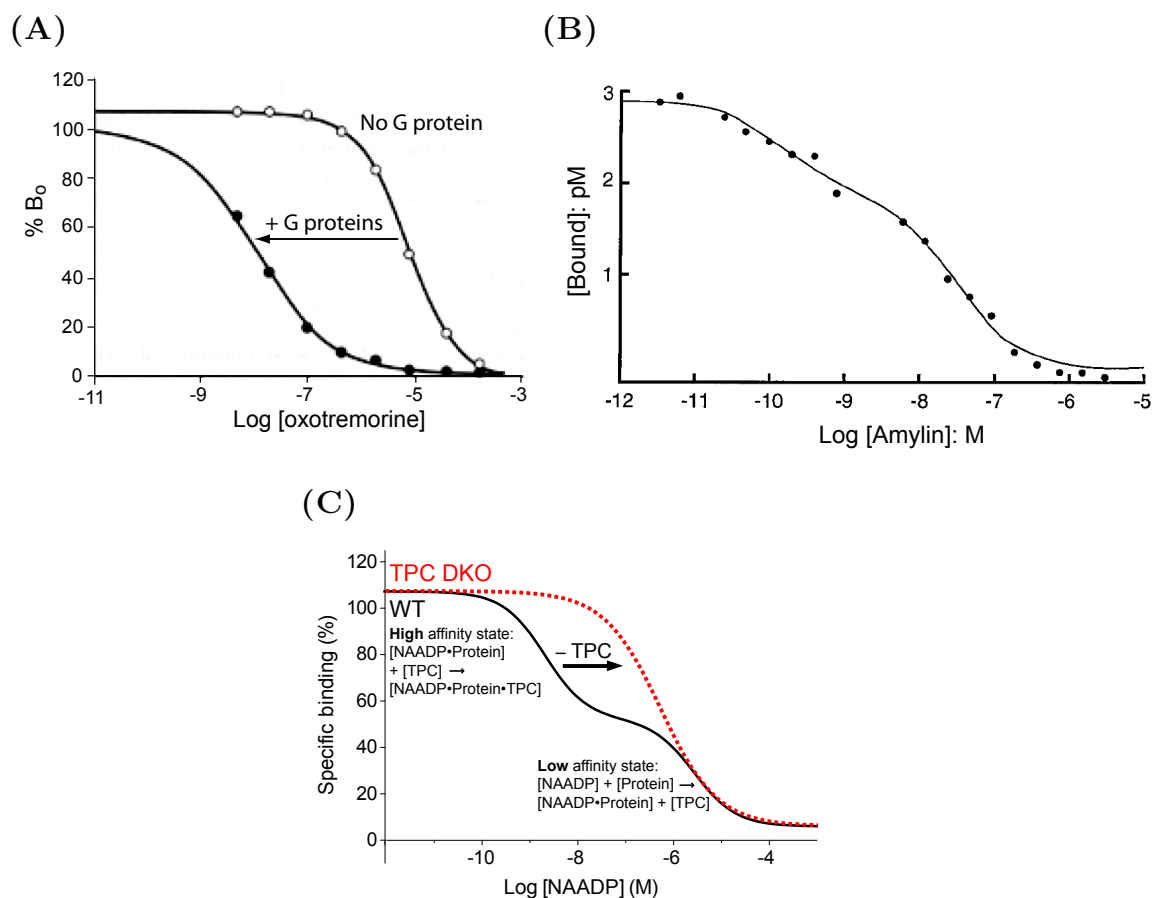 (A)
120
100
80
60
40
20
0
% B₀
No G protein
+ G proteins
-11
-9
-7
-5
-3
Log [oxotremorine]
(B)
3
2
1
[Bound]: pM
-12
-11
-10
-9
-8
-7
-6
-5
Log [Amylin]: M
(C)
120
100
80
60
40
20
0
Specific binding (%)
TPC DKO
WT
High affinity state:
[NAADP•Protein]
+ [TPC] →
[NAADP•Protein•TPC]
– TPC
Low affinity state:
[NAADP] + [Protein] →
[NAADP•Protein] + [TPC]
-10
-8
-6
-4
Log [NAADP] (M)